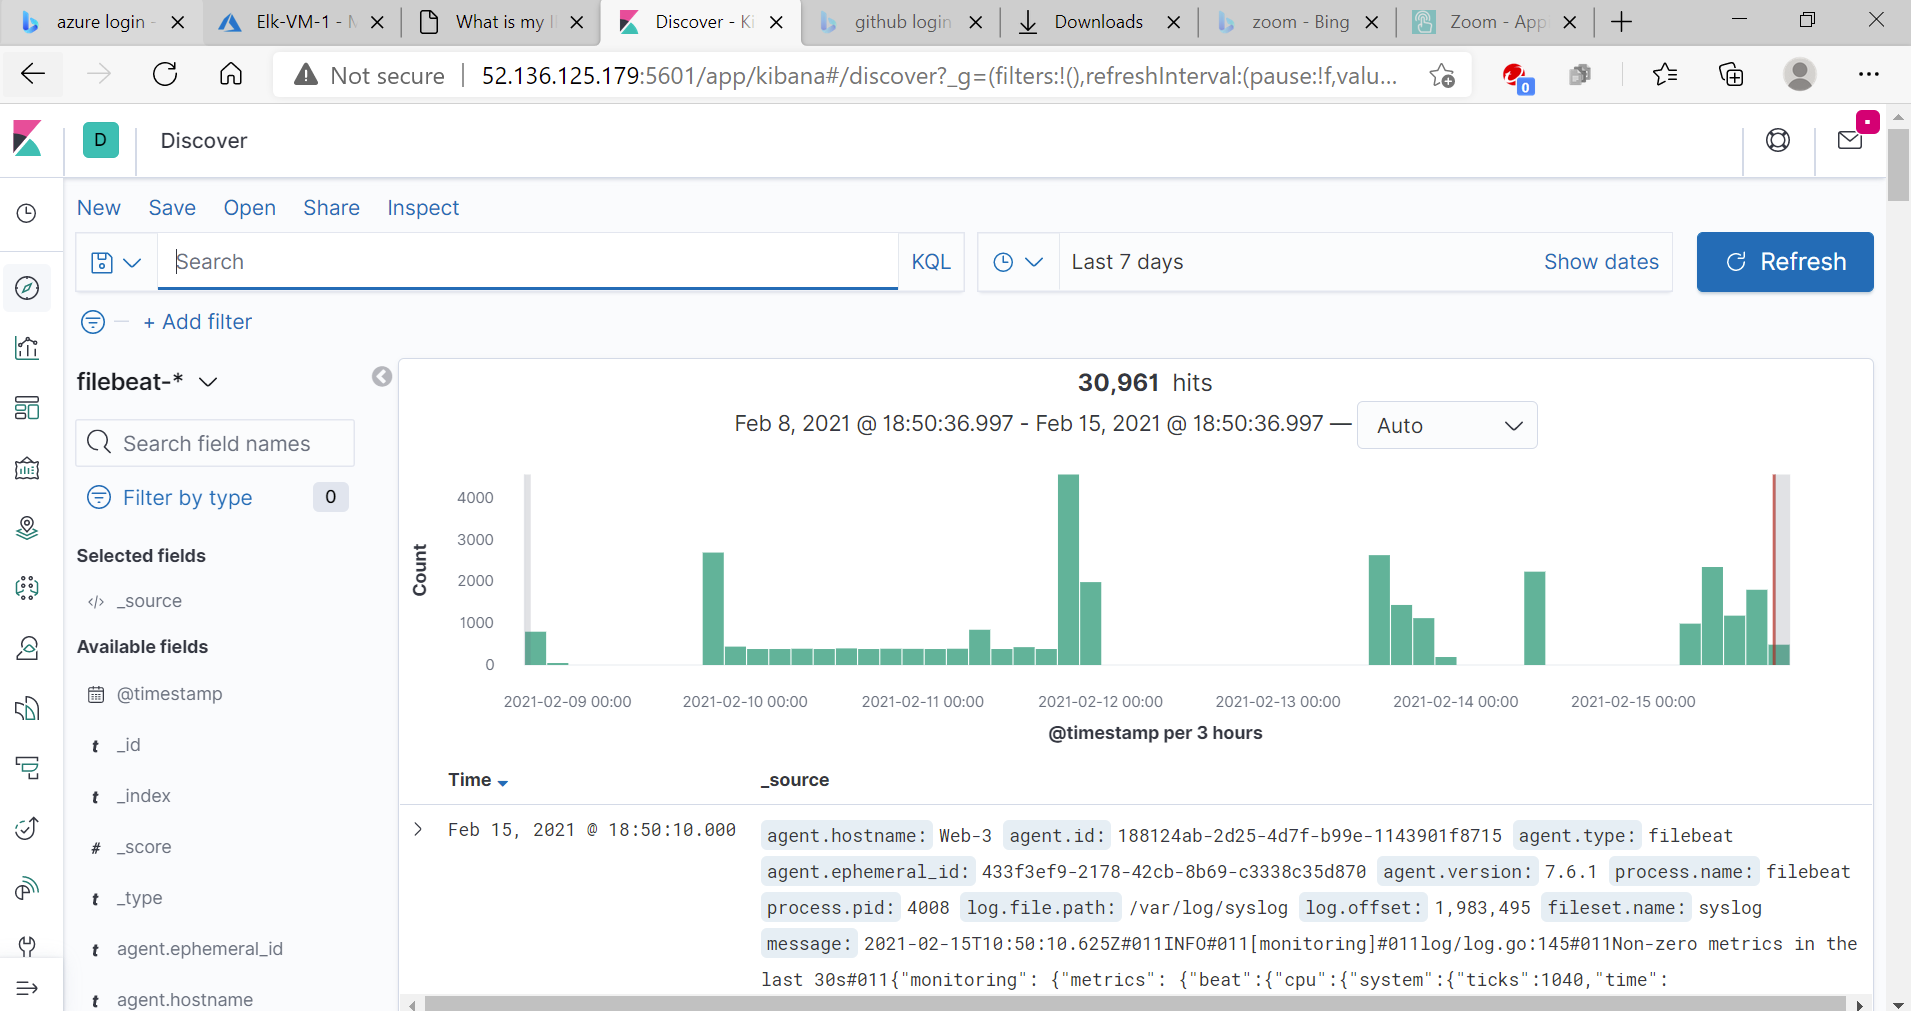 azure login -
Elk-VM-1 - M
What is my I
Discover - Ki
github login
Downloads
zoom - Bing
Zoom - App
Not secure
52.136.125.179:5601/app/kibana#/discover?_g=(filters:!(),refreshInterval:(pause:!f,valu...
0
D
Discover
New
Save
Open
Share
Inspect
Search
KQL
Last 7 days
Show dates
Refresh
+ Add filter
filebeat-*
Search field names
Filter by type
0
Selected fields
</> _source
Available fields
@timestamp
t _id
t _index
# _score
t _type
t agent.ephemeral_id
t agent.hostname
30,961 hits
Feb 8, 2021 @ 18:50:36.997 - Feb 15, 2021 @ 18:50:36.997 —
Auto
Count
4000
3000
2000
1000
0
2021-02-09 00:00
2021-02-10 00:00
2021-02-11 00:00
2021-02-12 00:00
2021-02-13 00:00
2021-02-14 00:00
2021-02-15 00:00
@timestamp per 3 hours
Time
_source
Feb 15, 2021 @ 18:50:10.000
agent.hostname: Web-3 agent.id: 188124ab-2d25-4d7f-b99e-1143901f8715 agent.type: filebeat
agent.ephemeral_id: 433f3ef9-2178-42cb-8b69-c3338c35d870 agent.version: 7.6.1 process.name: filebeat
process.pid: 4008 log.file.path: /var/log/syslog log.offset: 1,983,495 fileset.name: syslog
message: 2021-02-15T10:50:10.625Z#011INFO#011[monitoring]#011log/log.go:145#011Non-zero metrics in the
last 30s#011{"monitoring": {"metrics": {"beat":{"cpu":{"system":{"ticks":1040,"time":